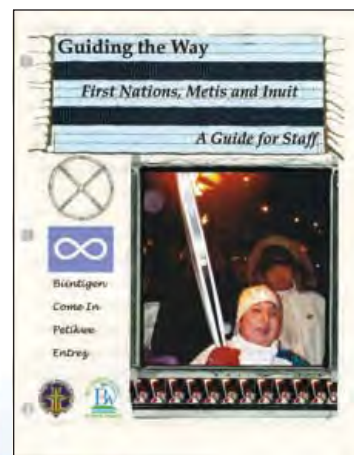 Guiding the Way
First Nations, Metis and Inuit
A Guide for Staff
Biintigen
Come In
Petikwe
Entrez